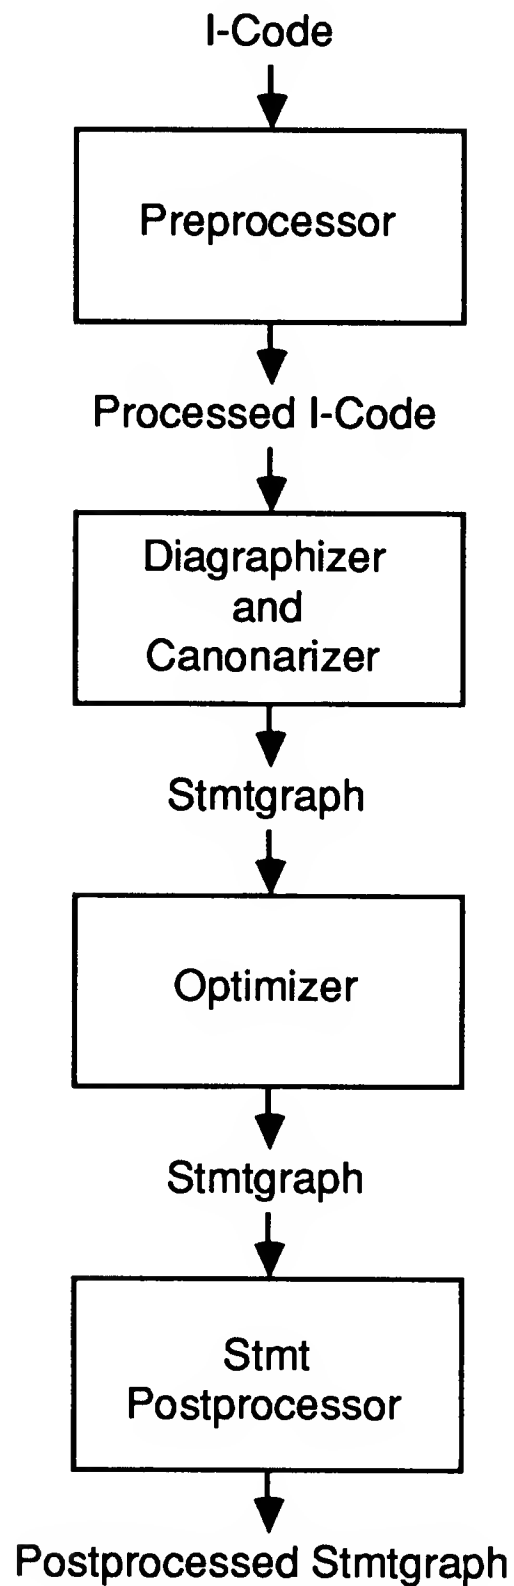 I-Code
Preprocessor
Processed I-Code
Diagraphizer
and
Canonarizer
Stmtgraph
Optimizer
Stmtgraph
Stmt
Postprocessor
Postprocessed Stmtgraph